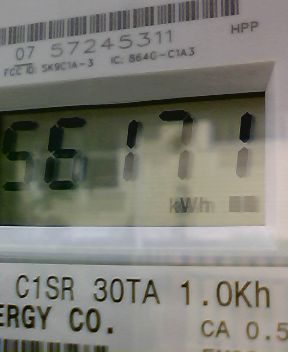 HPP
07 57245311
FCC ID: SK9C1A-3 IC: 864G-C1A3
56171
kWh
C1SR 30TA 1.0Kh
ERGY CO.
CA 0.5